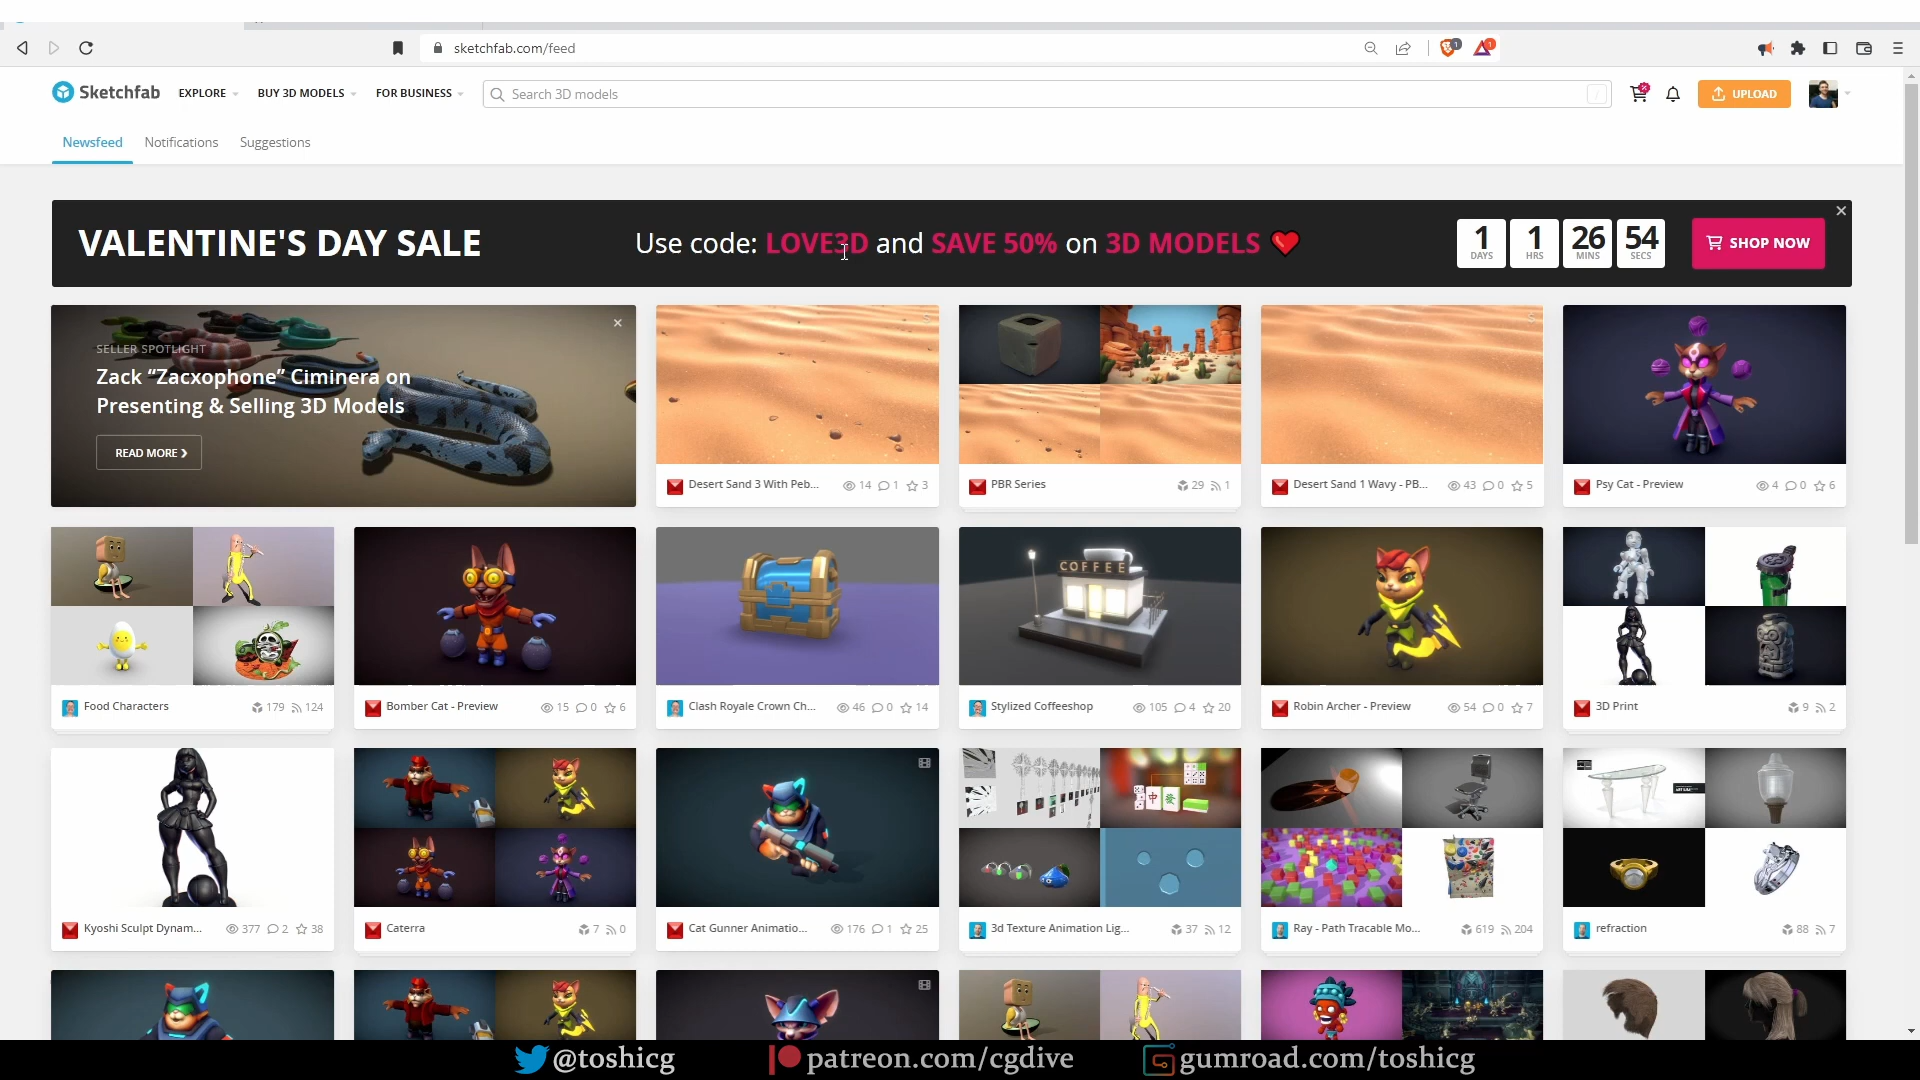 sketchfab.com/feed
1
1
Sketchfab
EXPLORE
BUY 3D MODELS
FOR BUSINESS
Search 3D models
/
UPLOAD
Newsfeed
Notifications
Suggestions
VALENTINE'S DAY SALE
Use code: LOVE3D and SAVE 50% on 3D MODELS
1 DAYS
1 HRS
26 MINS
54 SECS
SHOP NOW
SELLER SPOTLIGHT
Zack “Zacxophone” Ciminera on
Presenting & Selling 3D Models
READ MORE
Desert Sand 3 With Peb... 14 1 3
PBR Series 29 1
Desert Sand 1 Wavy - PB... 43 0 5
Psy Cat - Preview 4 0 6
COFFEE
Food Characters 179 124
Bomber Cat - Preview 15 0 6
Clash Royale Crown Ch... 46 0 14
Stylized Coffeeshop 105 4 20
Robin Archer - Preview 54 0 7
3D Print 9 2
Kyoshi Sculpt Dynam... 377 2 38
Caterra 7 0
Cat Gunner Animatio... 176 1 25
3d Texture Animation Lig... 37 12
Ray - Path Tracable Mo... 619 204
refraction 88 7
@toshicg
patreon.com/cgdive
gumroad.com/toshicg